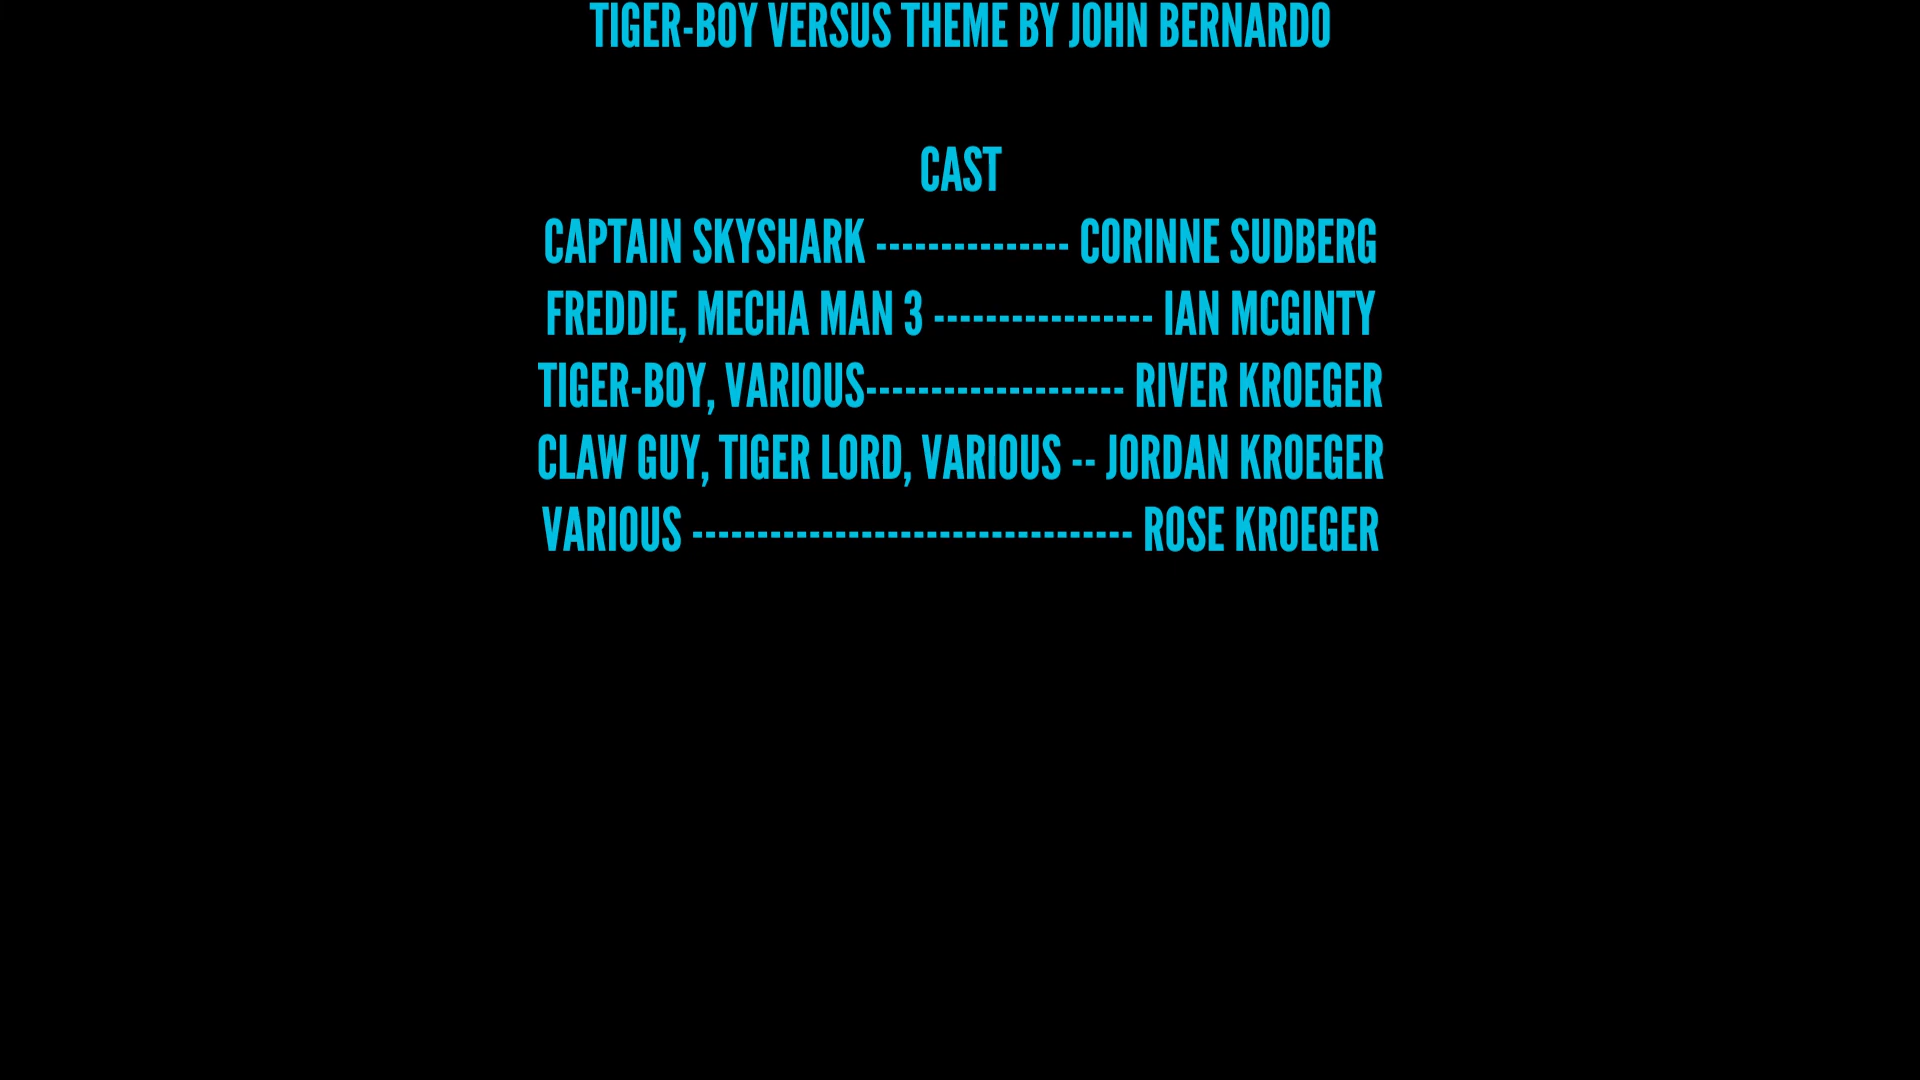 TIGER-BOY VERSUS THEME BY JOHN BERNARDO
CAST
CAPTAIN SKYSHARK --------------- CORINNE SUDBERG
FREDDIE, MECHA MAN 3 ----------------- IAN MCGINTY
TIGER-BOY, VARIOUS-------------------- RIVER KROEGER
CLAW GUY, TIGER LORD, VARIOUS -- JORDAN KROEGER
VARIOUS ---------------------------------- ROSE KROEGER